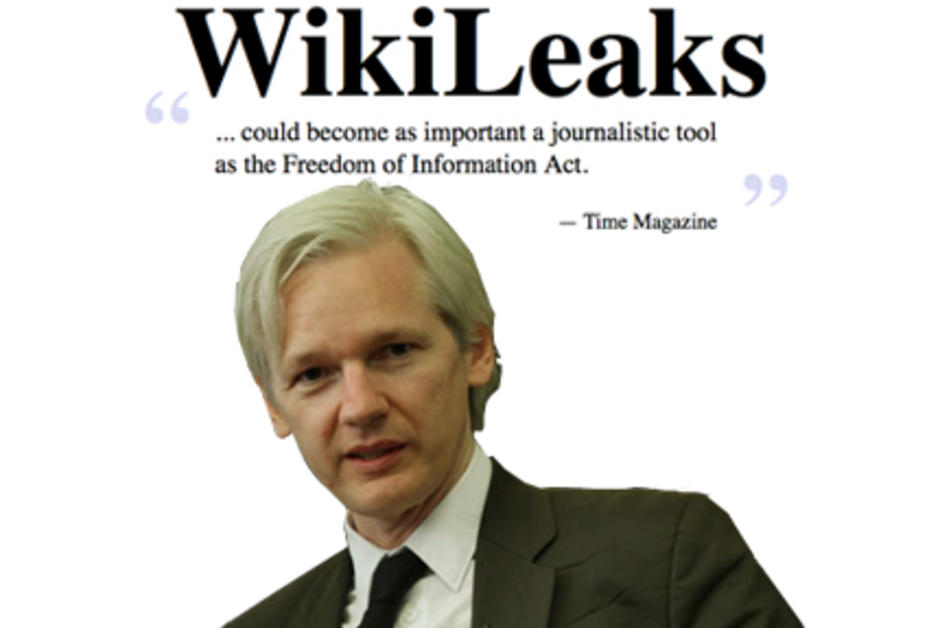 WikiLeaks
“
... could become as important a journalistic tool
as the Freedom of Information Act.
”
— Time Magazine